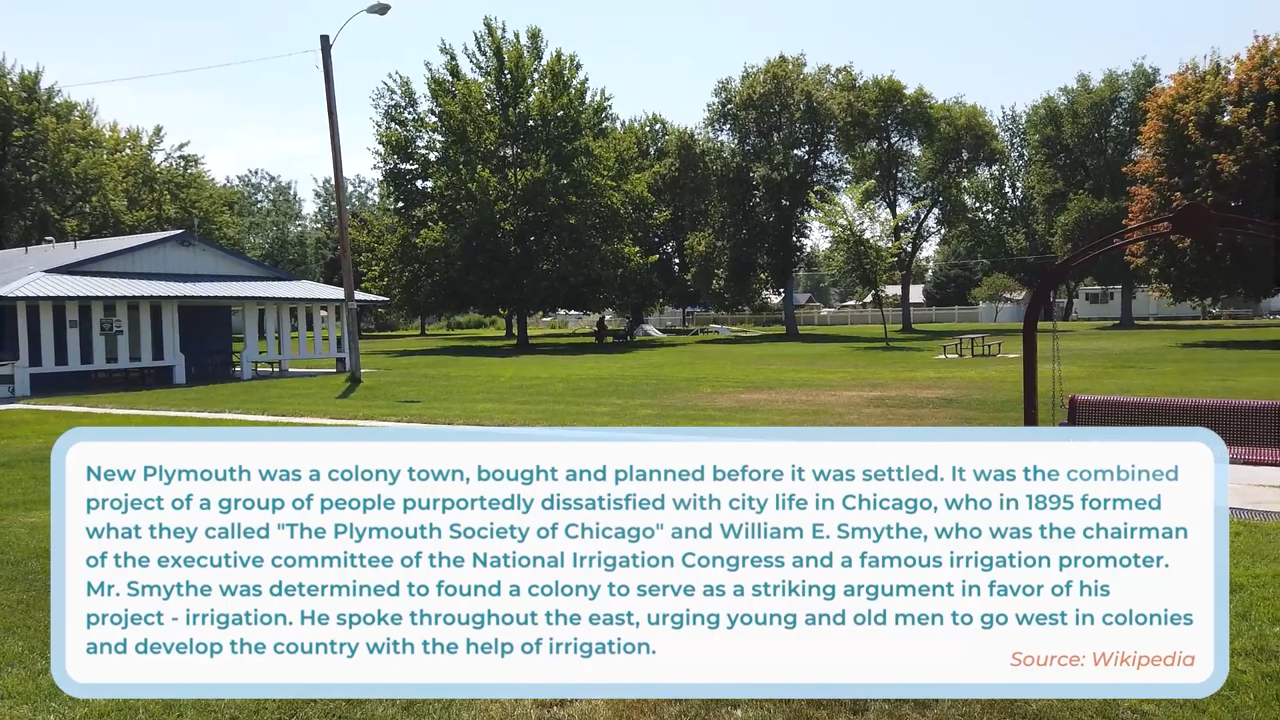 New Plymouth was a colony town, bought and planned before it was settled. It was the combined
project of a group of people purportedly dissatisfied with city life in Chicago, who in 1895 formed
what they called "The Plymouth Society of Chicago" and William E. Smythe, who was the chairman
of the executive committee of the National Irrigation Congress and a famous irrigation promoter.
Mr. Smythe was determined to found a colony to serve as a striking argument in favor of his
project - irrigation. He spoke throughout the east, urging young and old men to go west in colonies
and develop the country with the help of irrigation.
Source: Wikipedia